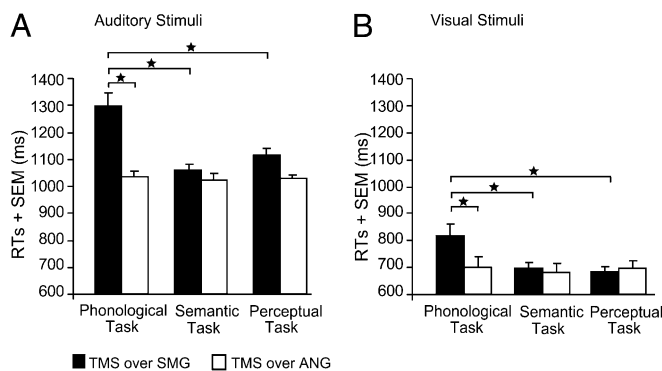 A Auditory Stimuli
RTs + SEM (ms)
1400
1300
1200
1100
1000
900
800
700
600
Phonological Task
Semantic Task
Perceptual Task
B Visual Stimuli
RTs + SEM (ms)
1400
1300
1200
1100
1000
900
800
700
600
Phonological Task
Semantic Task
Perceptual Task
TMS over SMG
TMS over ANG